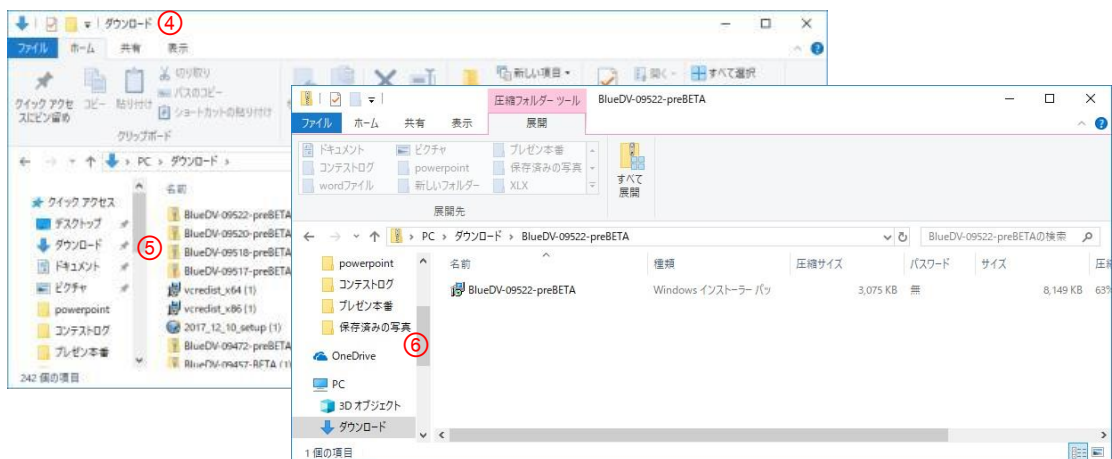 ダウンロード ④
ファイル ホーム 共有 表示
クイック アクセスにピン留め コピー 貼り付け
切り取り
パスのコピー
ショートカットの貼り付け
クリップボード
新しい項目
開く
すべて選択
PC › ダウンロード ›
名前
クイック アクセス
デスクトップ
ダウンロード
ドキュメント
ピクチャ
powerpoint
コンテストログ
プレゼン本番
⑤
BlueDV-09522-preBETA
BlueDV-09520-preBETA
BlueDV-09518-preBETA
BlueDV-09517-preBETA
vcredist_x64 (1)
vcredist_x86 (1)
2017_12_10_setup (1)
BlueDV-09472-preBETA
BlueDV-09457-BETA (1)
242 個の項目
圧縮フォルダー ツール BlueDV-09522-preBETA
ファイル ホーム 共有 表示 展開
ドキュメント ピクチャ プレゼン本番
コンテストログ powerpoint 保存済みの写真
wordファイル 新しいフォルダー XLX
すべて
展開
展開先
PC › ダウンロード › BlueDV-09522-preBETA
BlueDV-09522-preBETAの検索
名前 種類 圧縮サイズ パスワード サイズ 圧
BlueDV-09522-preBETA Windows インストーラー パッ 3,075 KB 無 8,149 KB 63%
powerpoint
コンテストログ
プレゼン本番
保存済みの写真
⑥
OneDrive
PC
3D オブジェクト
ダウンロード
1 個の項目